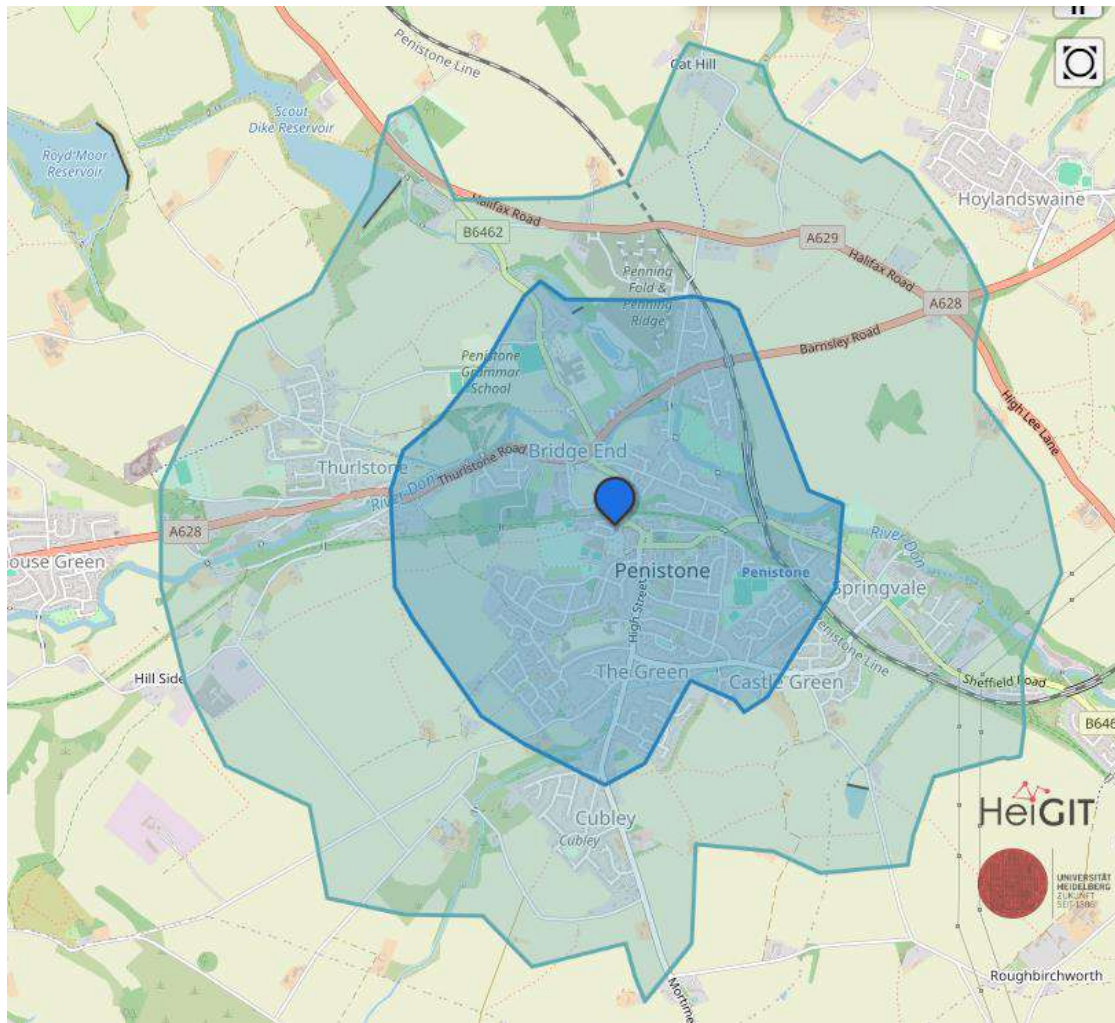 Penistone Line
Cat Hill
Scout
Dike Reservoir
Royd Moor
Reservoir
Hoylandswaine
Halifax Road
B6462
A629
Halifax Road
Penning
Fold &
Penning
Ridge
A628
Barnsley Road
Penistone
Grammar
School
High Lee Lane
Bridge End
Thurlstone
Thurlstone Road
River Don
A628
River Don
ouse Green
Penistone
Penistone
Springvale
High Street
Penistone Line
The Green
Castle Green
Hill Side
Sheffield Road
B646
HeiGIT
Cubley
Cubley
UNIVERSITÄT
HEIDELBERG
ZUKUNFT
SEIT 1386
Roughbirchworth
Mortime